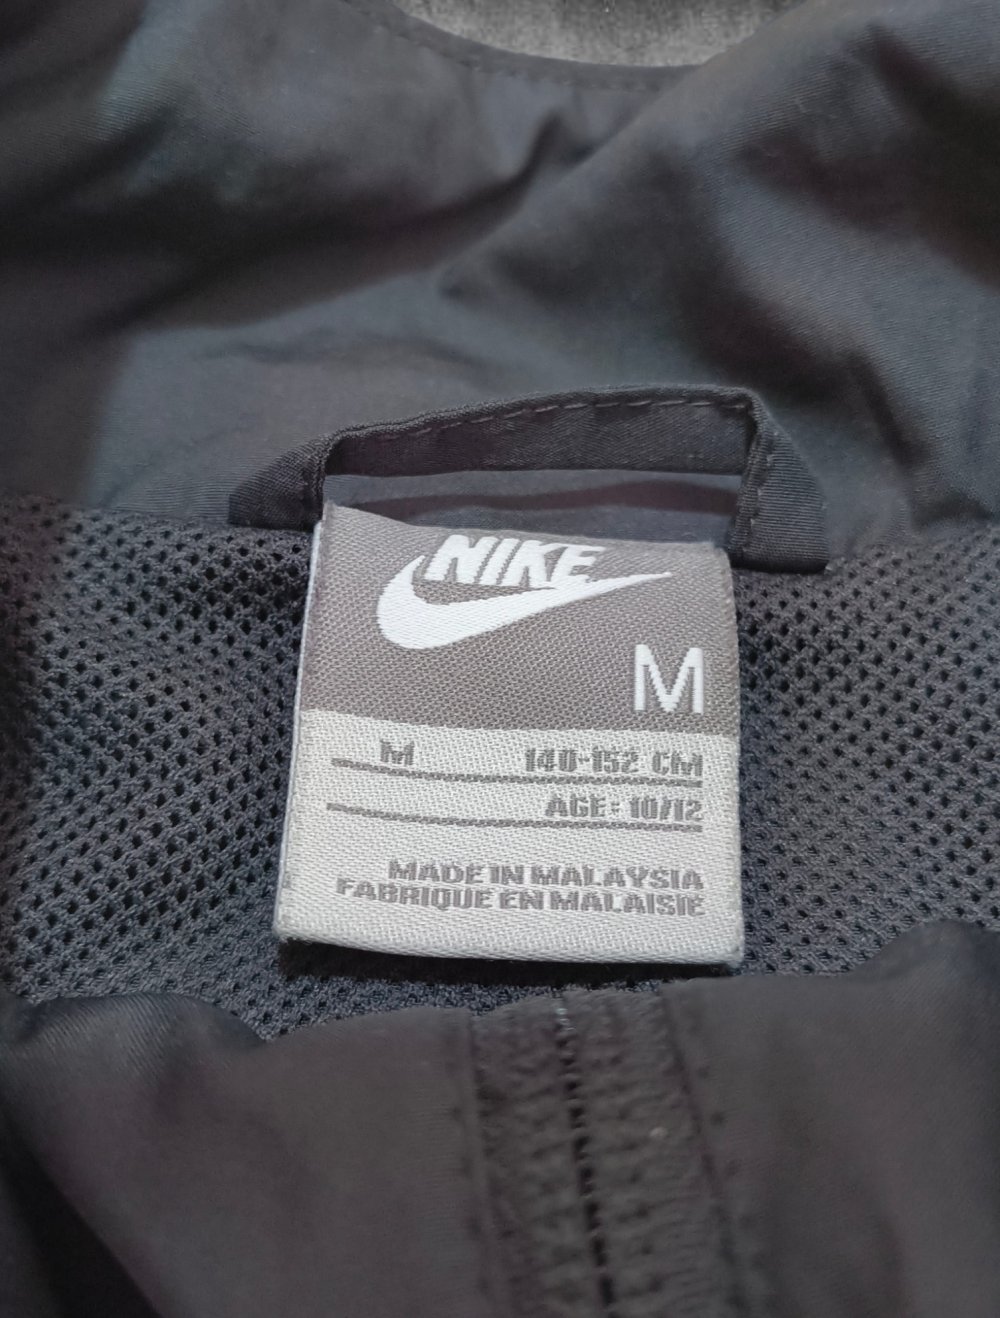 NIKE
M
M 140-152 CM
AGE: 10/12
MADE IN MALAYSIA
FABRIQUE EN MALAISIE